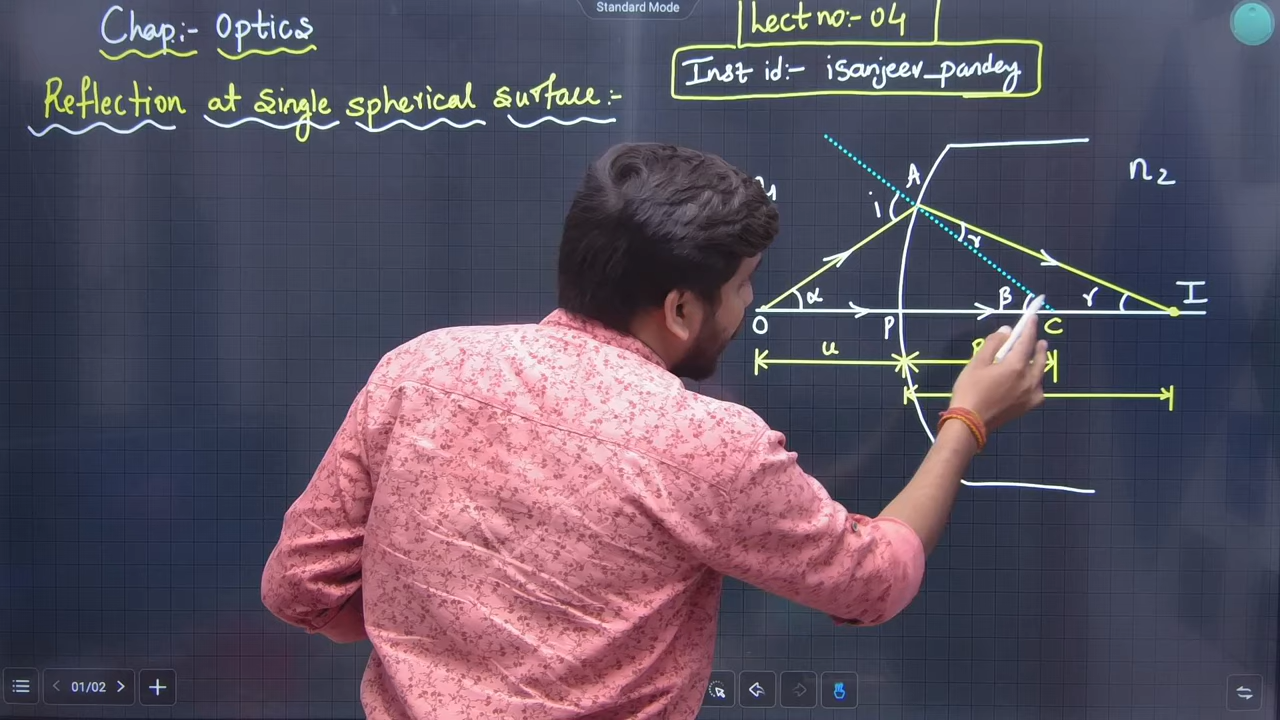 Standard Mode
Chap:- Optics
Lect no:- 04
Inst id:- isanjeev_pandey
Reflection at single spherical surface:-
n2
A
i
r
α
β
γ
I
O
P
C
u
01/02